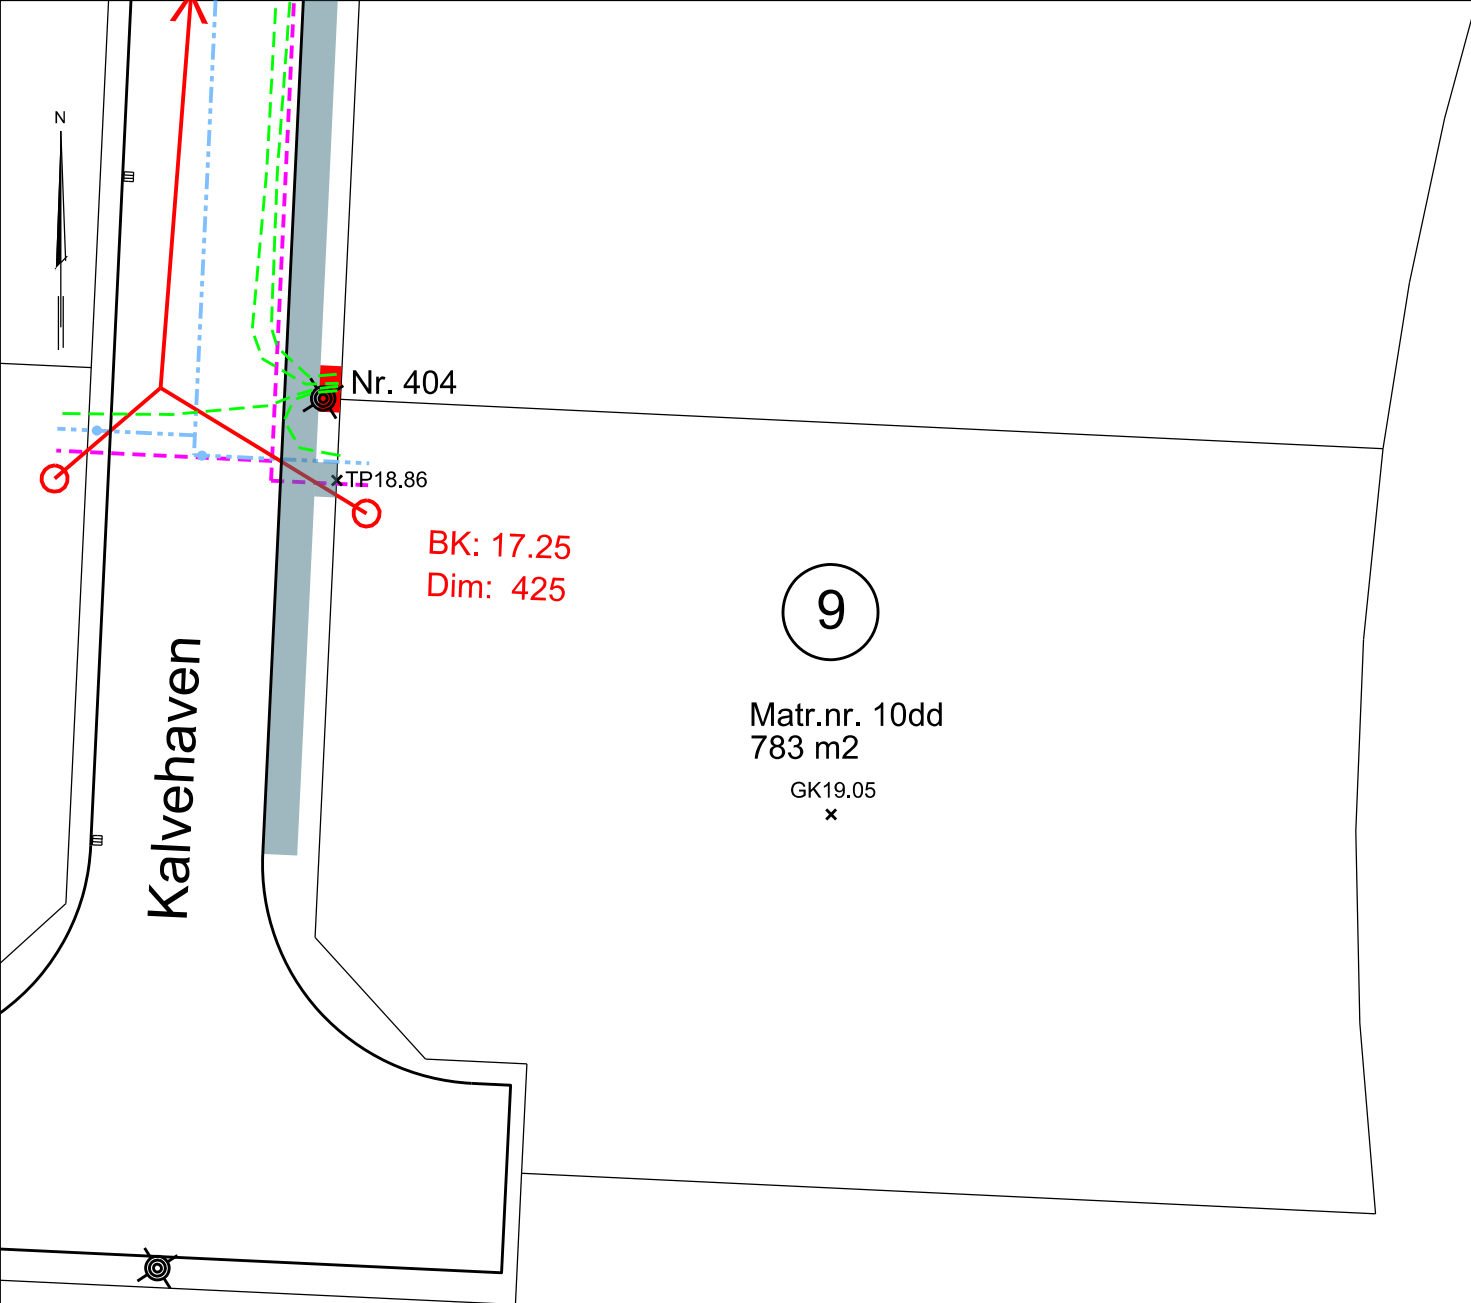 N
Nr. 404
TP18.86
BK: 17.25
Dim: 425
9
Kalvehaven
Matr.nr. 10dd
783 m2
GK19.05